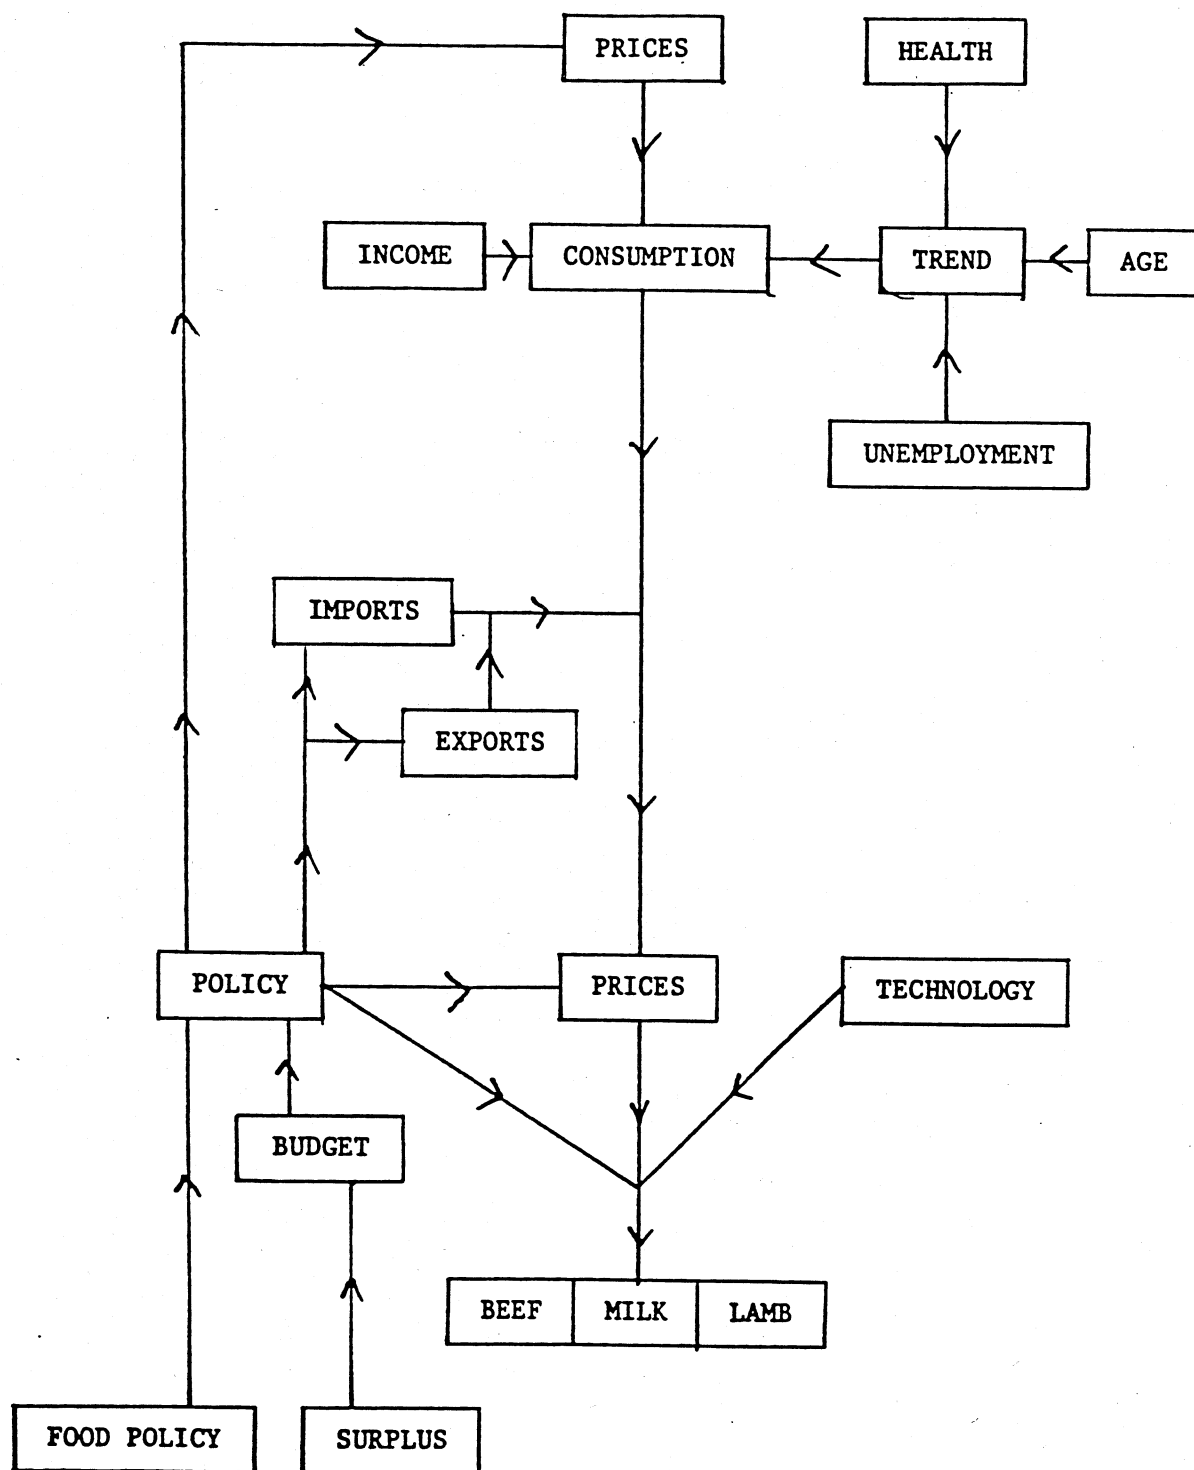 PRICES
HEALTH
INCOME
CONSUMPTION
TREND
AGE
UNEMPLOYMENT
IMPORTS
EXPORTS
POLICY
PRICES
TECHNOLOGY
BUDGET
BEEF
MILK
LAMB
FOOD POLICY
SURPLUS